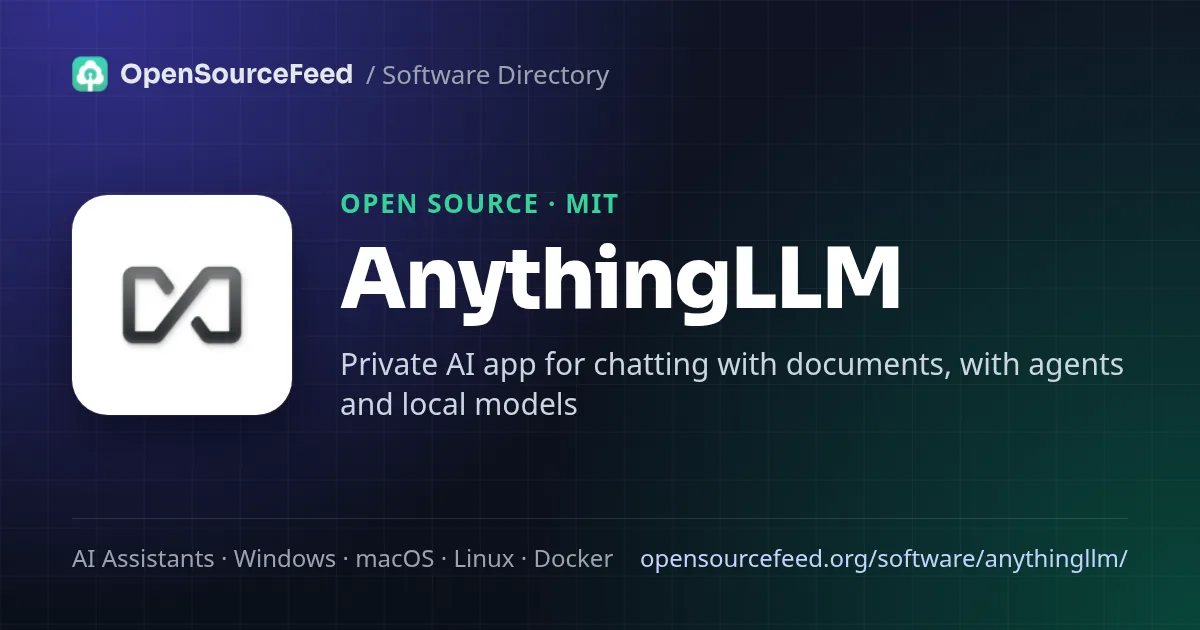 OpenSourceFeed / Software Directory
OPEN SOURCE · MIT
AnythingLLM
Private AI app for chatting with documents, with agents
and local models
AI Assistants · Windows · macOS · Linux · Docker
opensourcefeed.org/software/anythingllm/